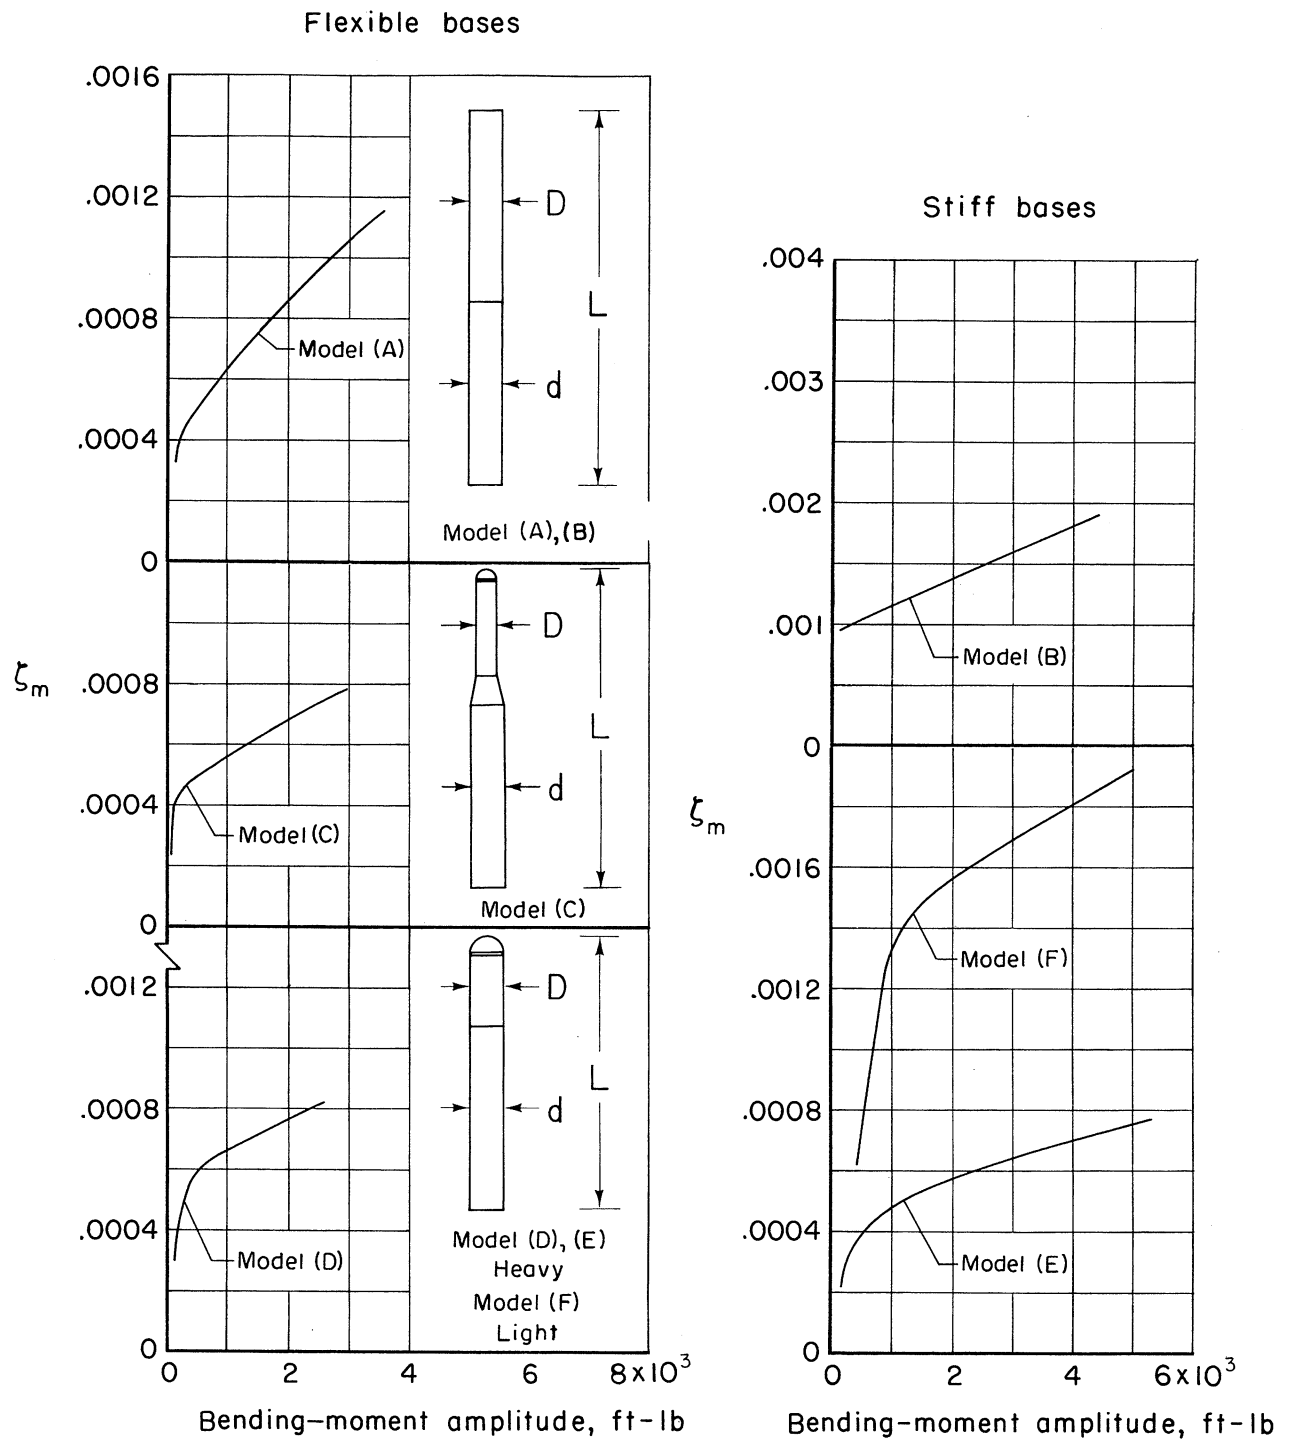 Flexible bases
.0016
.0012
.0008
.0004
0
Model (A)
D
L
d
Model (A),(B)
ζm
.0008
.0004
0
Model (C)
D
L
d
Model (C)
.0012
.0008
.0004
0
Model (D)
D
L
d
Model (D), (E)
Heavy
Model (F)
Light
0 2 4 6 8x10³
Bending-moment amplitude, ft-lb
Stiff bases
.004
.003
.002
.001
0
Model (B)
ζm
.0016
.0012
.0008
.0004
0
Model (F)
Model (E)
0 2 4 6x10³
Bending-moment amplitude, ft-lb